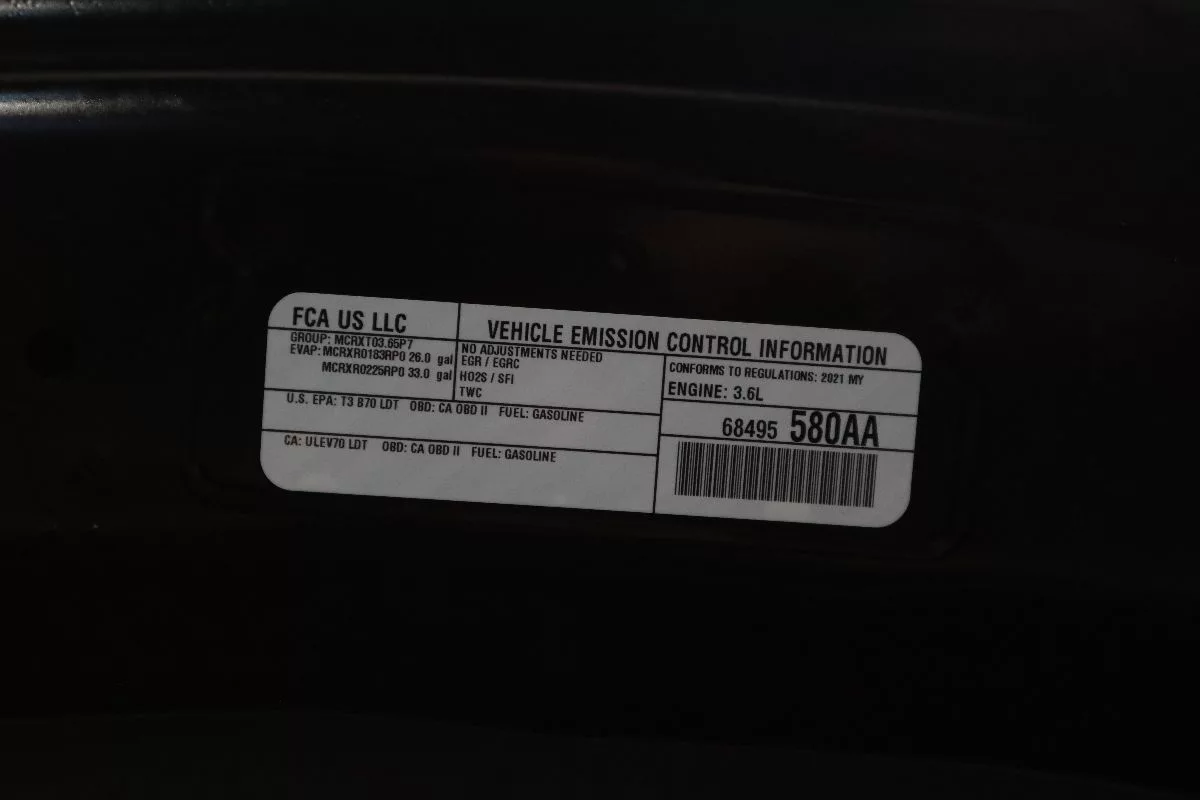 FCA US LLC
VEHICLE EMISSION CONTROL INFORMATION
GROUP: MCRXT03.65P7
EVAP: MCRXR0183RP0 26.0 gal
MCRXR0225RP0 33.0 gal
NO ADJUSTMENTS NEEDED
EGR / EGRC
HO2S / SFI
TWC
CONFORMS TO REGULATIONS: 2021 MY
ENGINE: 3.6L
U.S. EPA: T3 B70 LDT OBD: CA OBD II FUEL: GASOLINE
CA: ULEV70 LDT OBD: CA OBD II FUEL: GASOLINE
68495 580AA